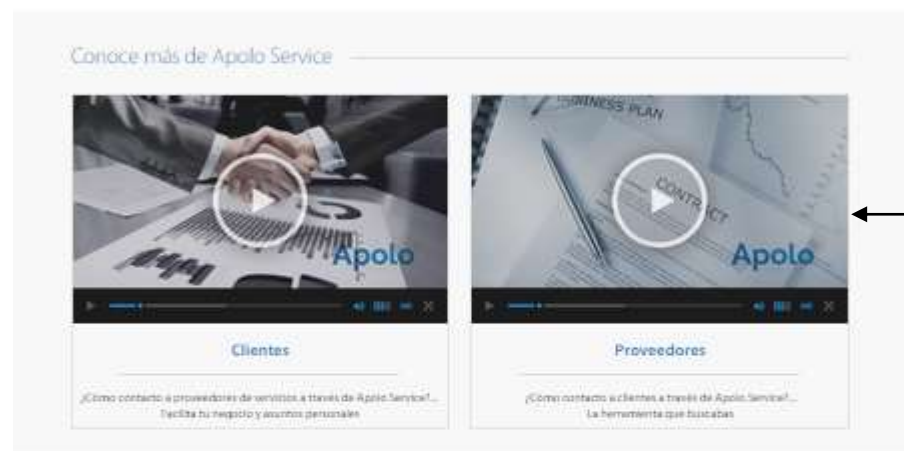 Conoce más de Apolo Service
BUSINESS PLAN
CONTRACT
Apolo
Apolo
Clientes
Proveedores
¿Cómo contacto a proveedores de servicios a través de Apolo Service?...
Facilita tu negocio y asuntos personales
¿Cómo contacto a clientes a través de Apolo Service?...
La herramienta que buscabas